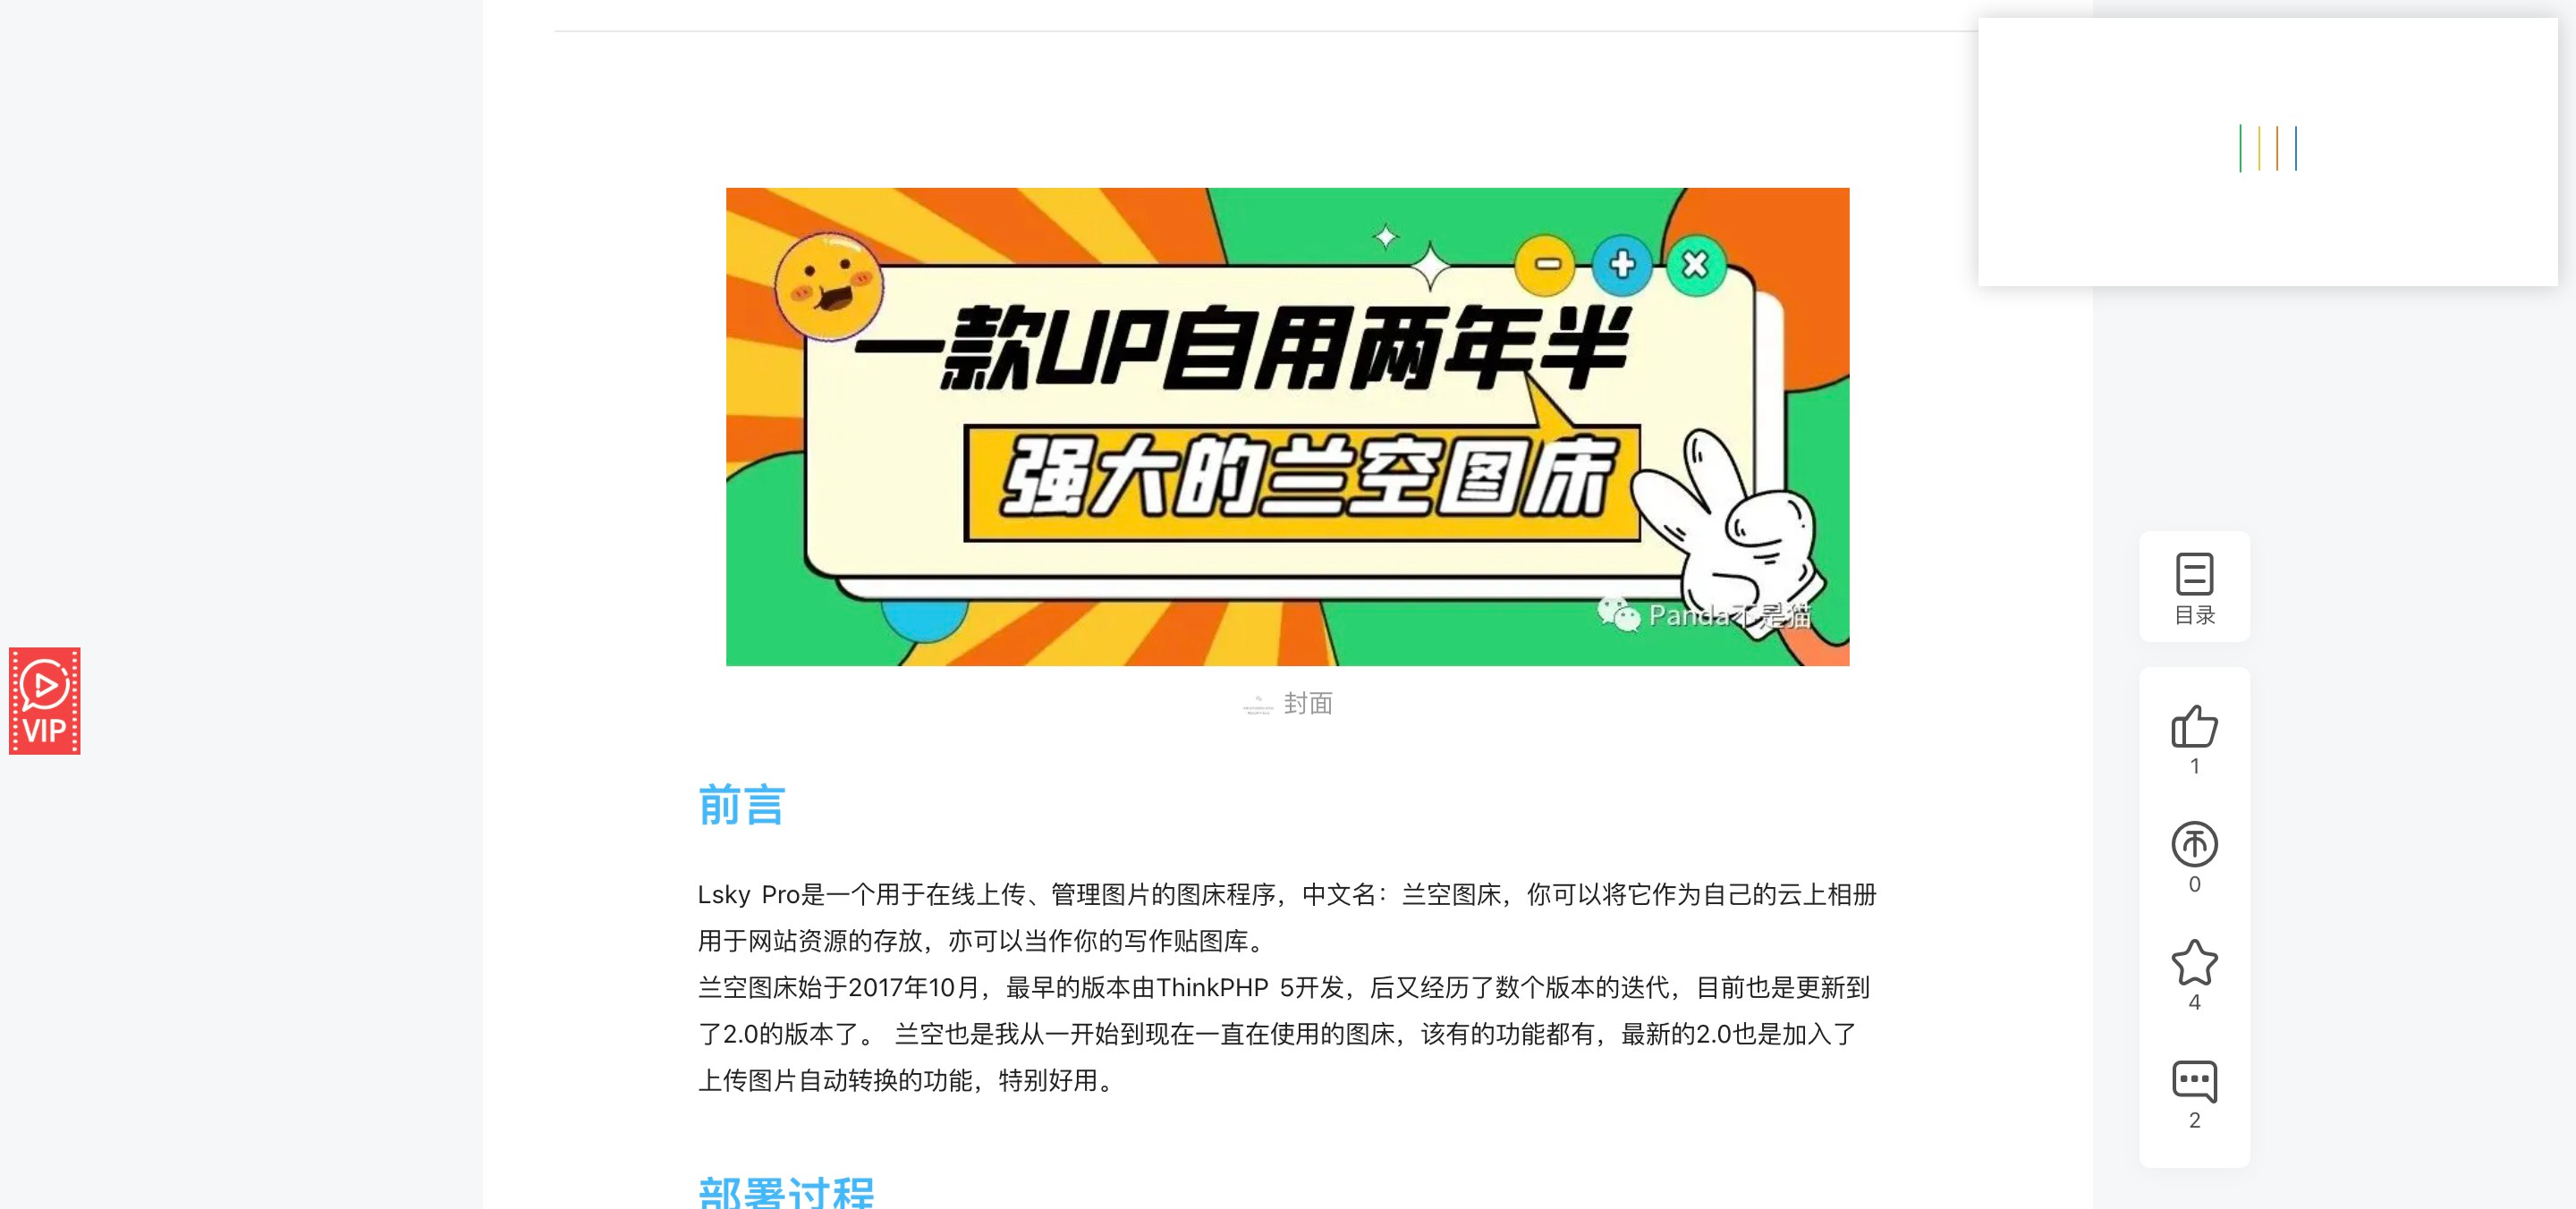 一款UP自用两年半
强大的兰空图床
Panda不是猫
封面
前言
Lsky Pro是一个用于在线上传、管理图片的图床程序，中文名：兰空图床，你可以将它作为自己的云上相册
用于网站资源的存放，亦可以当作你的写作贴图库。
兰空图床始于2017年10月，最早的版本由ThinkPHP 5开发，后又经历了数个版本的迭代，目前也是更新到
了2.0的版本了。 兰空也是我从一开始到现在一直在使用的图床，该有的功能都有，最新的2.0也是加入了
上传图片自动转换的功能，特别好用。
部署过程
VIP
目录
1
0
4
2